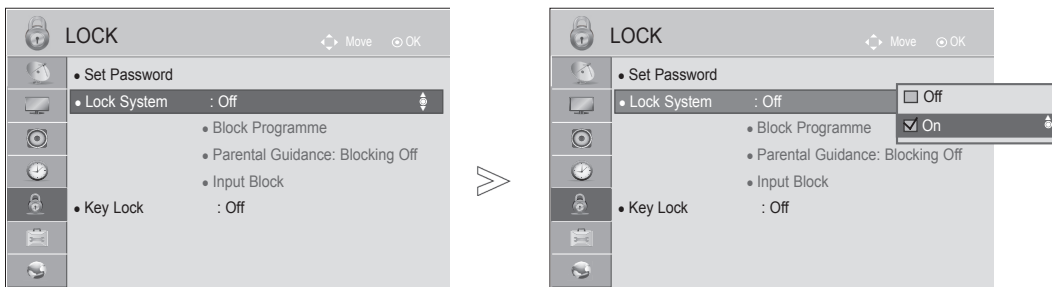 LOCK
Move OK
• Set Password
• Lock System : Off
• Block Programme
• Parental Guidance: Blocking Off
• Input Block
• Key Lock : Off
LOCK
Move OK
• Set Password
• Lock System : Off
Off
On
• Block Programme
• Parental Guidance: Blocking Off
• Input Block
• Key Lock : Off